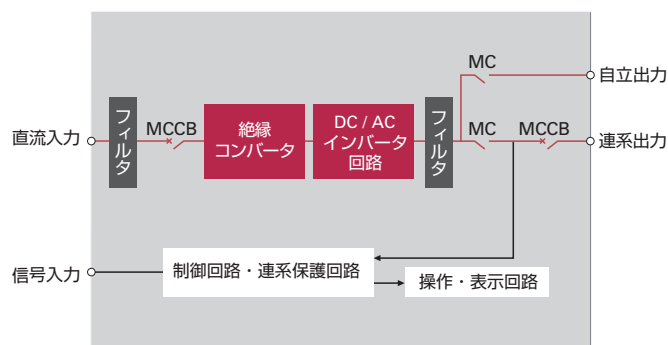 MC
自立出力
直流入力
フィルタ
MCCB
絶縁
コンバータ
DC / AC
インバータ
回路
フィルタ
MC
MCCB
連系出力
信号入力
制御回路・連系保護回路
操作・表示回路